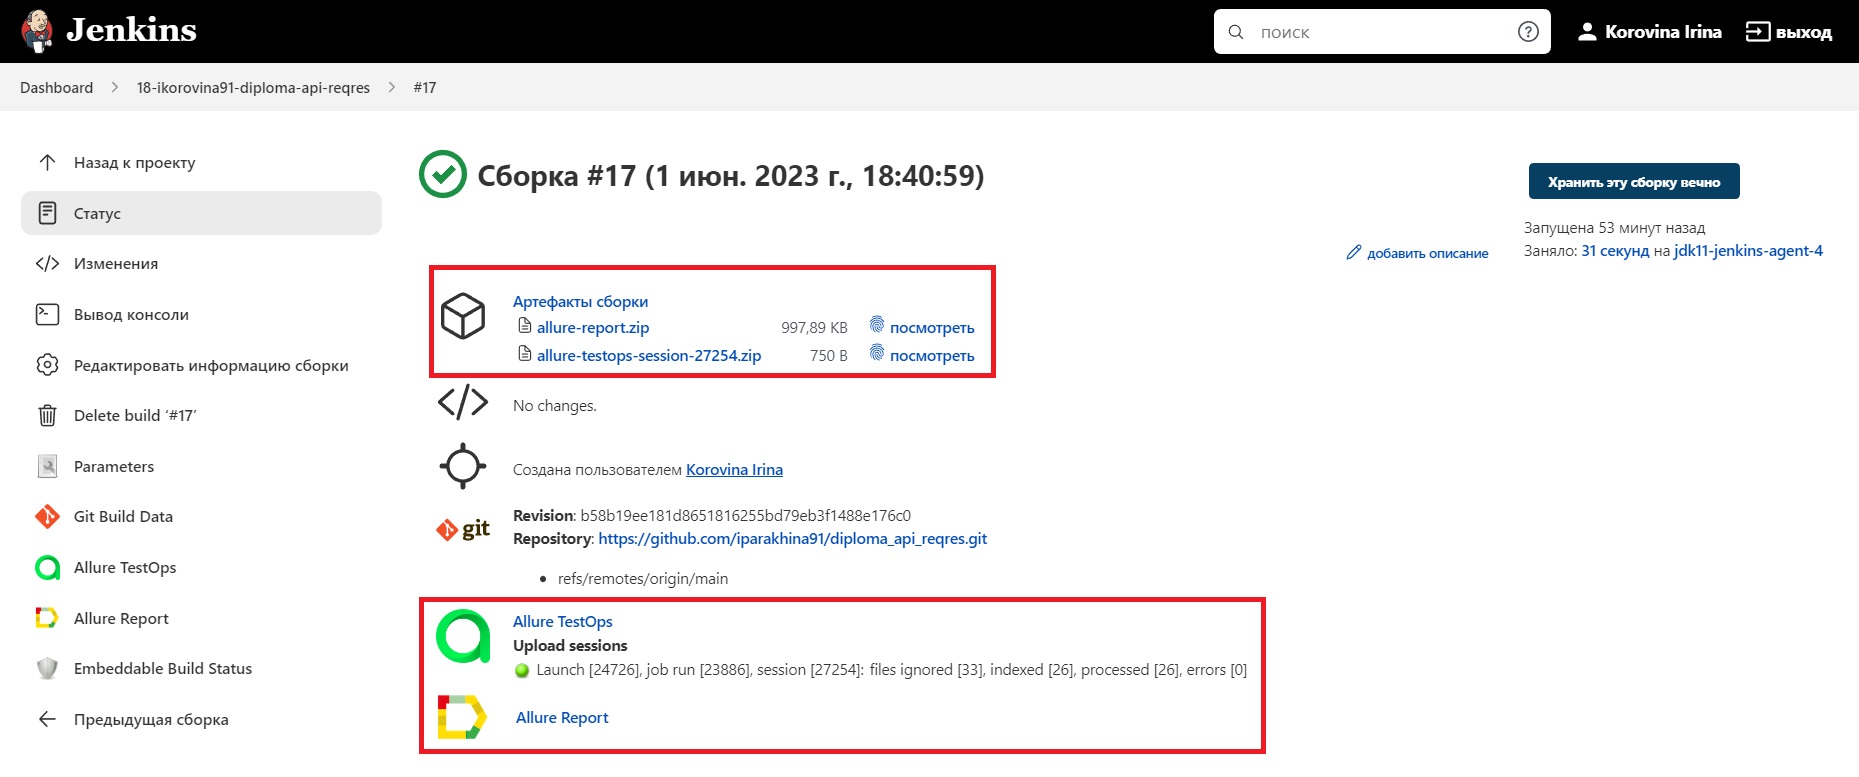 Jenkins
поиск
Korovina Irina
выход
Dashboard > 18-ikorovina91-diploma-api-reqres > #17
Назад к проекту
Статус
Изменения
Вывод консоли
Редактировать информацию сборки
Delete build ‘#17’
Parameters
Git Build Data
Allure TestOps
Allure Report
Embeddable Build Status
Предыдущая сборка
Сборка #17 (1 июн. 2023 г., 18:40:59)
Хранить эту сборку вечно
Запущена 53 минут назад
Заняло: 31 секунд на jdk11-jenkins-agent-4
добавить описание
Артефакты сборки
allure-report.zip 997,89 KB посмотреть
allure-testops-session-27254.zip 750 B посмотреть
No changes.
Создана пользователем Korovina Irina
git
Revision: b58b19ee181d8651816255bd79eb3f1488e176c0
Repository: https://github.com/iparakhina91/diploma_api_reqres.git
• refs/remotes/origin/main
Allure TestOps
Upload sessions
Launch [24726], job run [23886], session [27254]: files ignored [33], indexed [26], processed [26], errors [0]
Allure Report